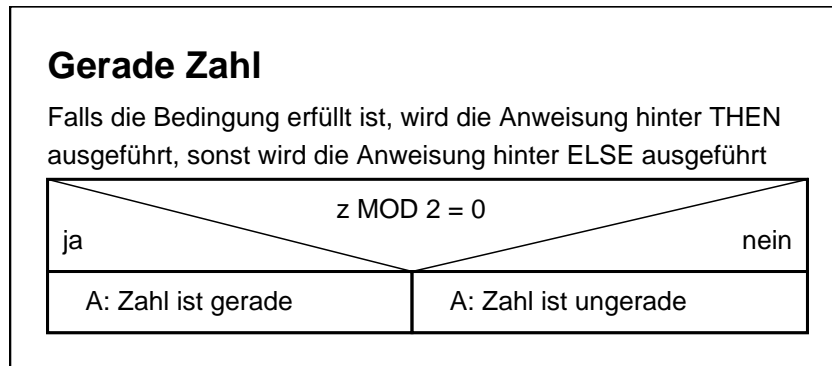 Gerade Zahl
Falls die Bedingung erfüllt ist, wird die Anweisung hinter THEN
ausgeführt, sonst wird die Anweisung hinter ELSE ausgeführt
z MOD 2 = 0
ja
nein
A: Zahl ist gerade
A: Zahl ist ungerade